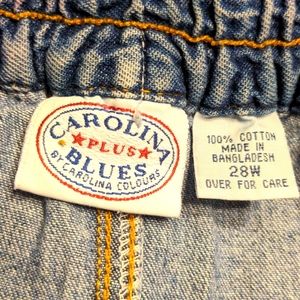 CAROLINA
★ PLUS ★
BLUES
BY CAROLINA COLOURS
100% COTTON
MADE IN
BANGLADESH
28W
OVER FOR CARE